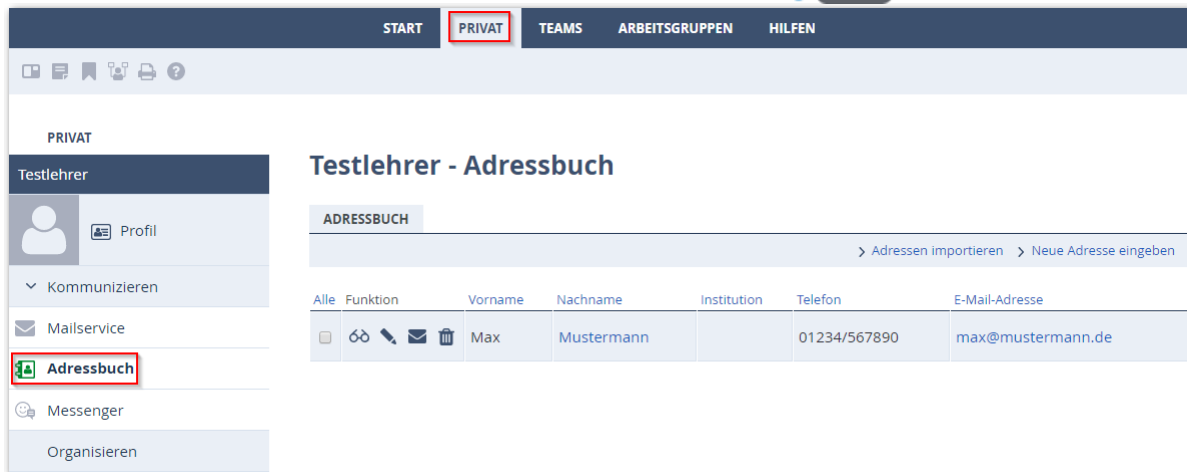 START PRIVAT TEAMS ARBEITSGRUPPEN HILFEN
PRIVAT
Testlehrer
Profil
Kommunizieren
Mailservice
Adressbuch
Messenger
Organisieren
Testlehrer - Adressbuch
ADRESSBUCH
Adressen importieren Neue Adresse eingeben
Alle Funktion Vorname Nachname Institution Telefon E-Mail-Adresse
Max Mustermann 01234/567890 max@mustermann.de